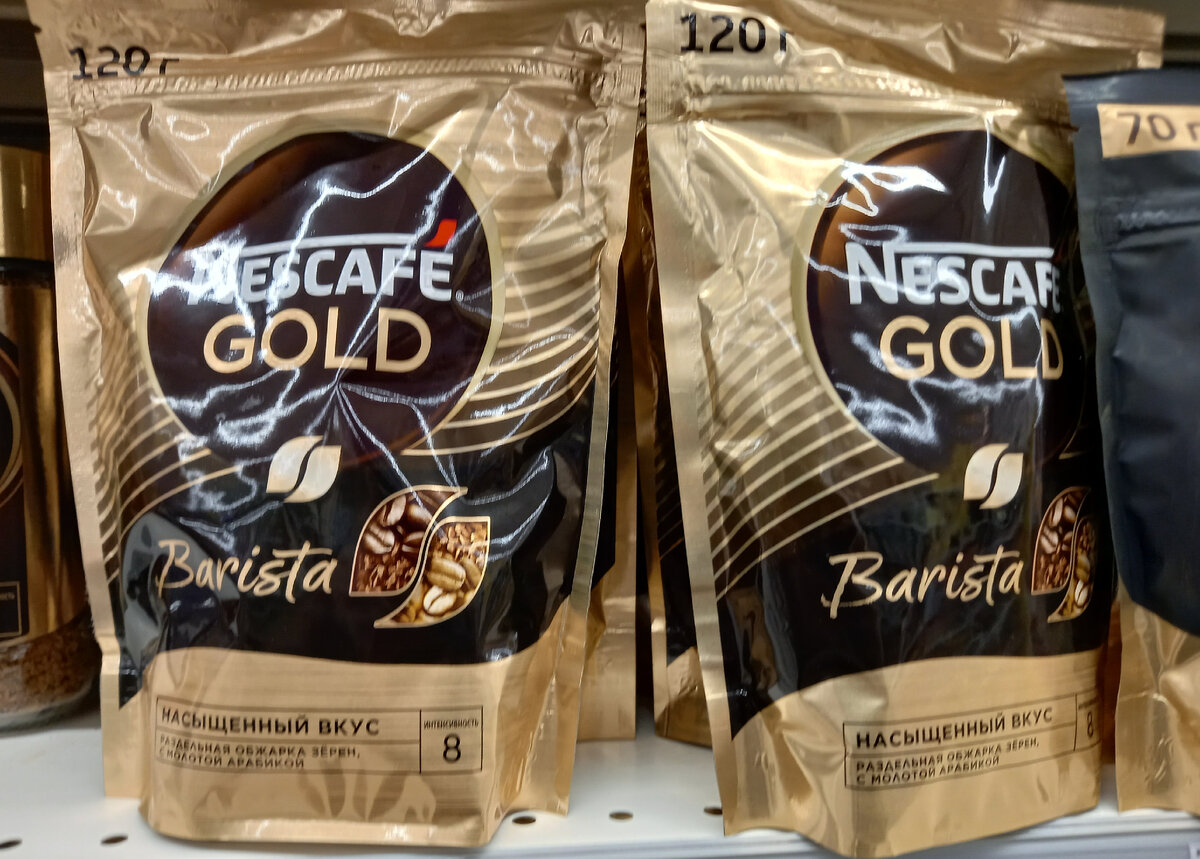 120 г
NESCAFÉ
GOLD
Barista
НАСЫЩЕННЫЙ ВКУС
РАЗДЕЛЬНАЯ ОБЖАРКА ЗЁРЕН,
С МОЛОТОЙ АРАБИКОЙ
ИНТЕНСИВНОСТЬ
8
120 г
NESCAFÉ
GOLD
Barista
НАСЫЩЕННЫЙ ВКУС
РАЗДЕЛЬНАЯ ОБЖАРКА ЗЁРЕН,
С МОЛОТОЙ АРАБИКОЙ
8
70 г